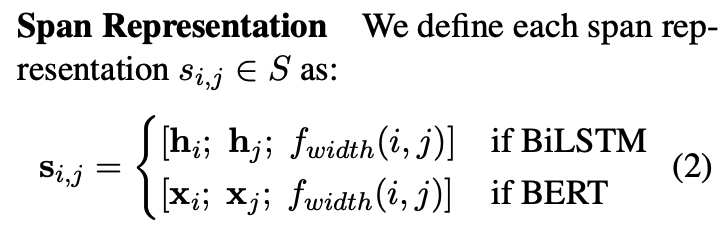 Span Representation We define each span rep-
resentation s_{i,j} ∈ S as:
s_{i,j} = { [h_i; h_j; f_{width}(i, j)] if BiLSTM
[x_i; x_j; f_{width}(i, j)] if BERT (2)